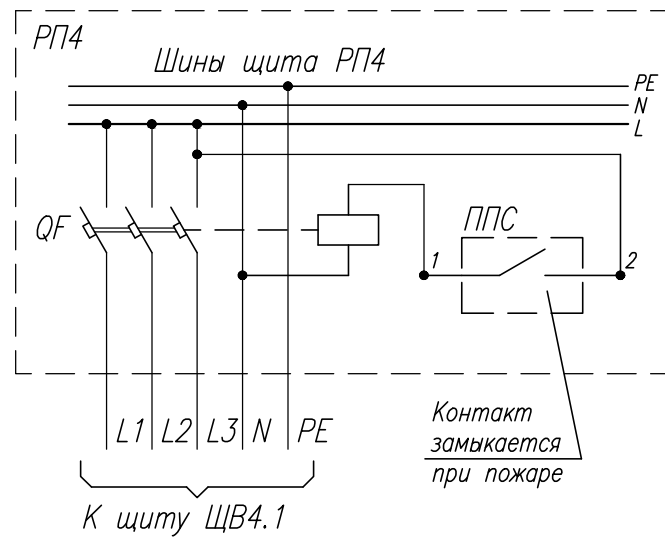 РП4
Шины щита РП4
PE
N
L
QF
ППС
1
2
L1
L2
L3
N
PE
Контакт
замыкается
при пожаре
К щиту ЩВ4.1